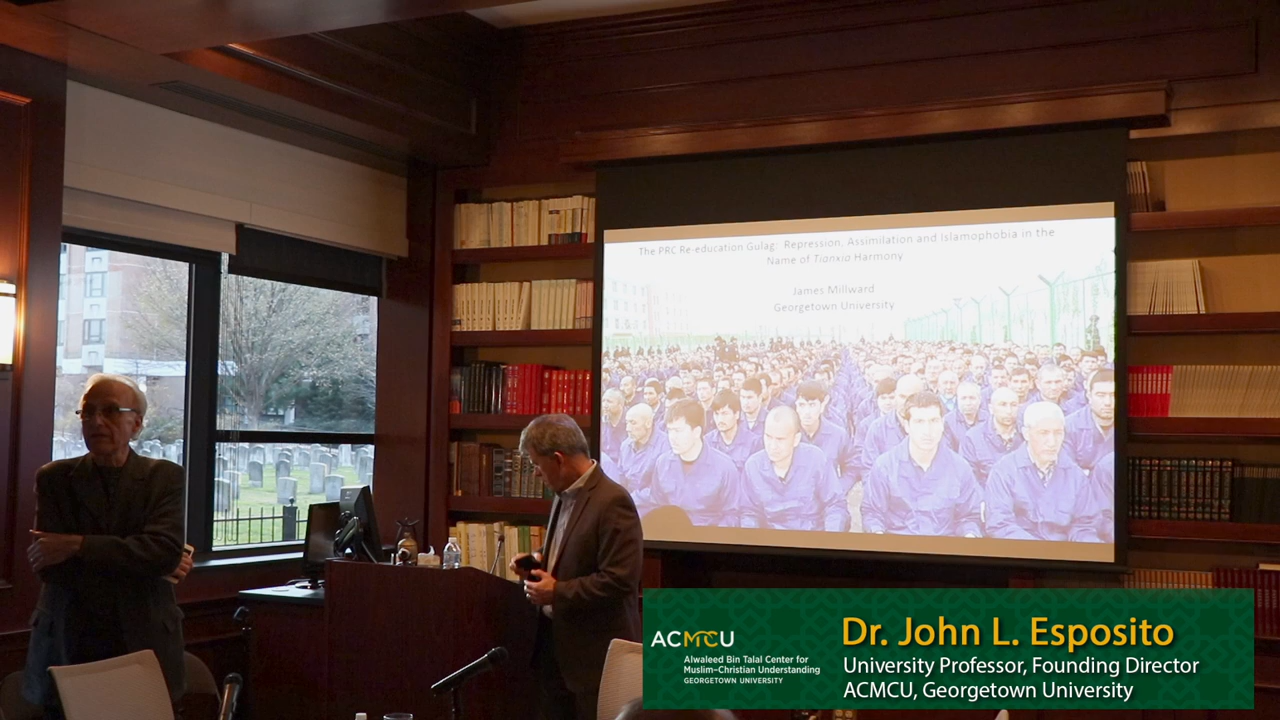 The PRC Re-education Gulag: Repression, Assimilation and Islamophobia in the
Name of Tianxia Harmony
James Millward
Georgetown University
ACMCU
Alwaleed Bin Talal Center for
Muslim–Christian Understanding
GEORGETOWN UNIVERSITY
Dr. John L. Esposito
University Professor, Founding Director
ACMCU, Georgetown University